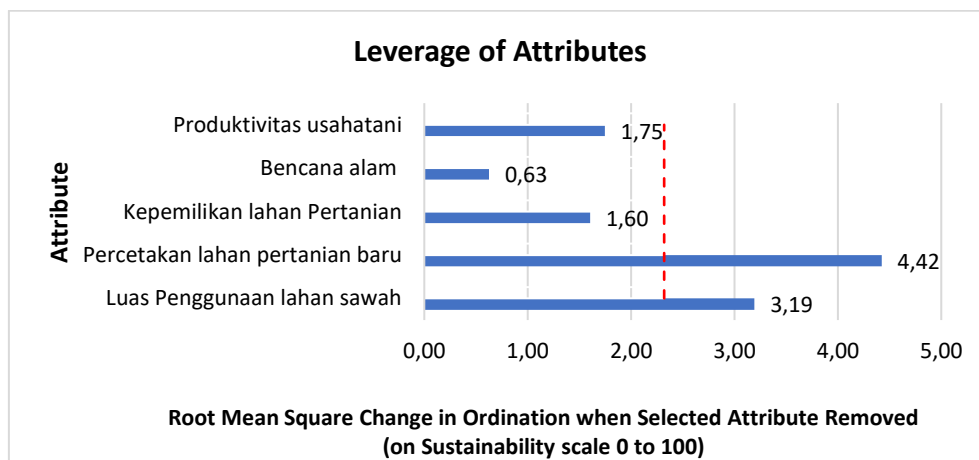 Leverage of Attributes
Attribute
Produktivitas usahatani
1,75
Bencana alam
0,63
Kepemilikan lahan Pertanian
1,60
Percetakan lahan pertanian baru
4,42
Luas Penggunaan lahan sawah
3,19
0,00 1,00 2,00 3,00 4,00 5,00
Root Mean Square Change in Ordination when Selected Attribute Removed
(on Sustainability scale 0 to 100)